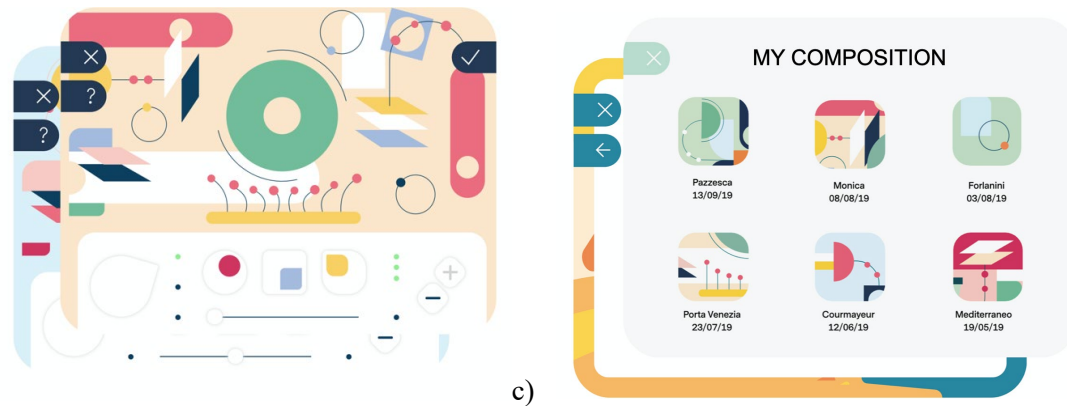 ?
?
c)
MY COMPOSITION
Pazzesca
13/09/19
Monica
08/08/19
Forlanini
03/08/19
Porta Venezia
23/07/19
Courmayeur
12/06/19
Mediterraneo
19/05/19